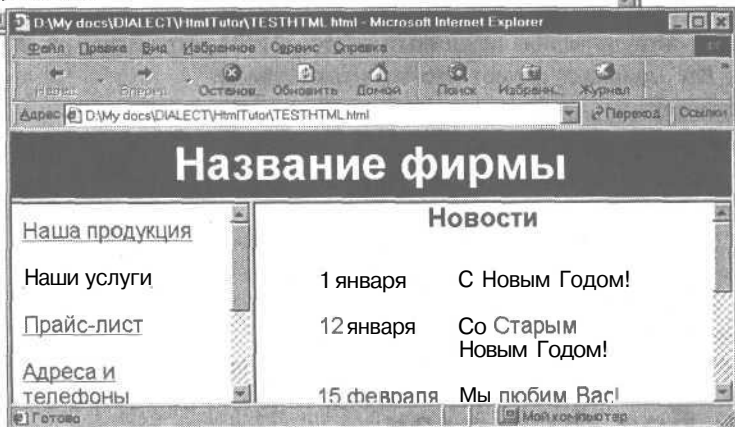 D:\My docs\DIALECT\HtmlTutor\TESTHTML.html - Microsoft Internet Explorer
Файл Правка Вид Избранное Сервис Справка
Назад Вперед Останов. Обновить Домой Поиск Избранн... Журнал
Адрес D:\My docs\DIALECT\HtmlTutor\TESTHTML.html Переход Ссылки
Название фирмы
Наша продукция
Наши услуги
Прайс-лист
Адреса и
телефоны
Новости
1 января С Новым Годом!
12 января Со Старым
Новым Годом!
15 февраля Мы любим Вас!
Готово Мой компьютер